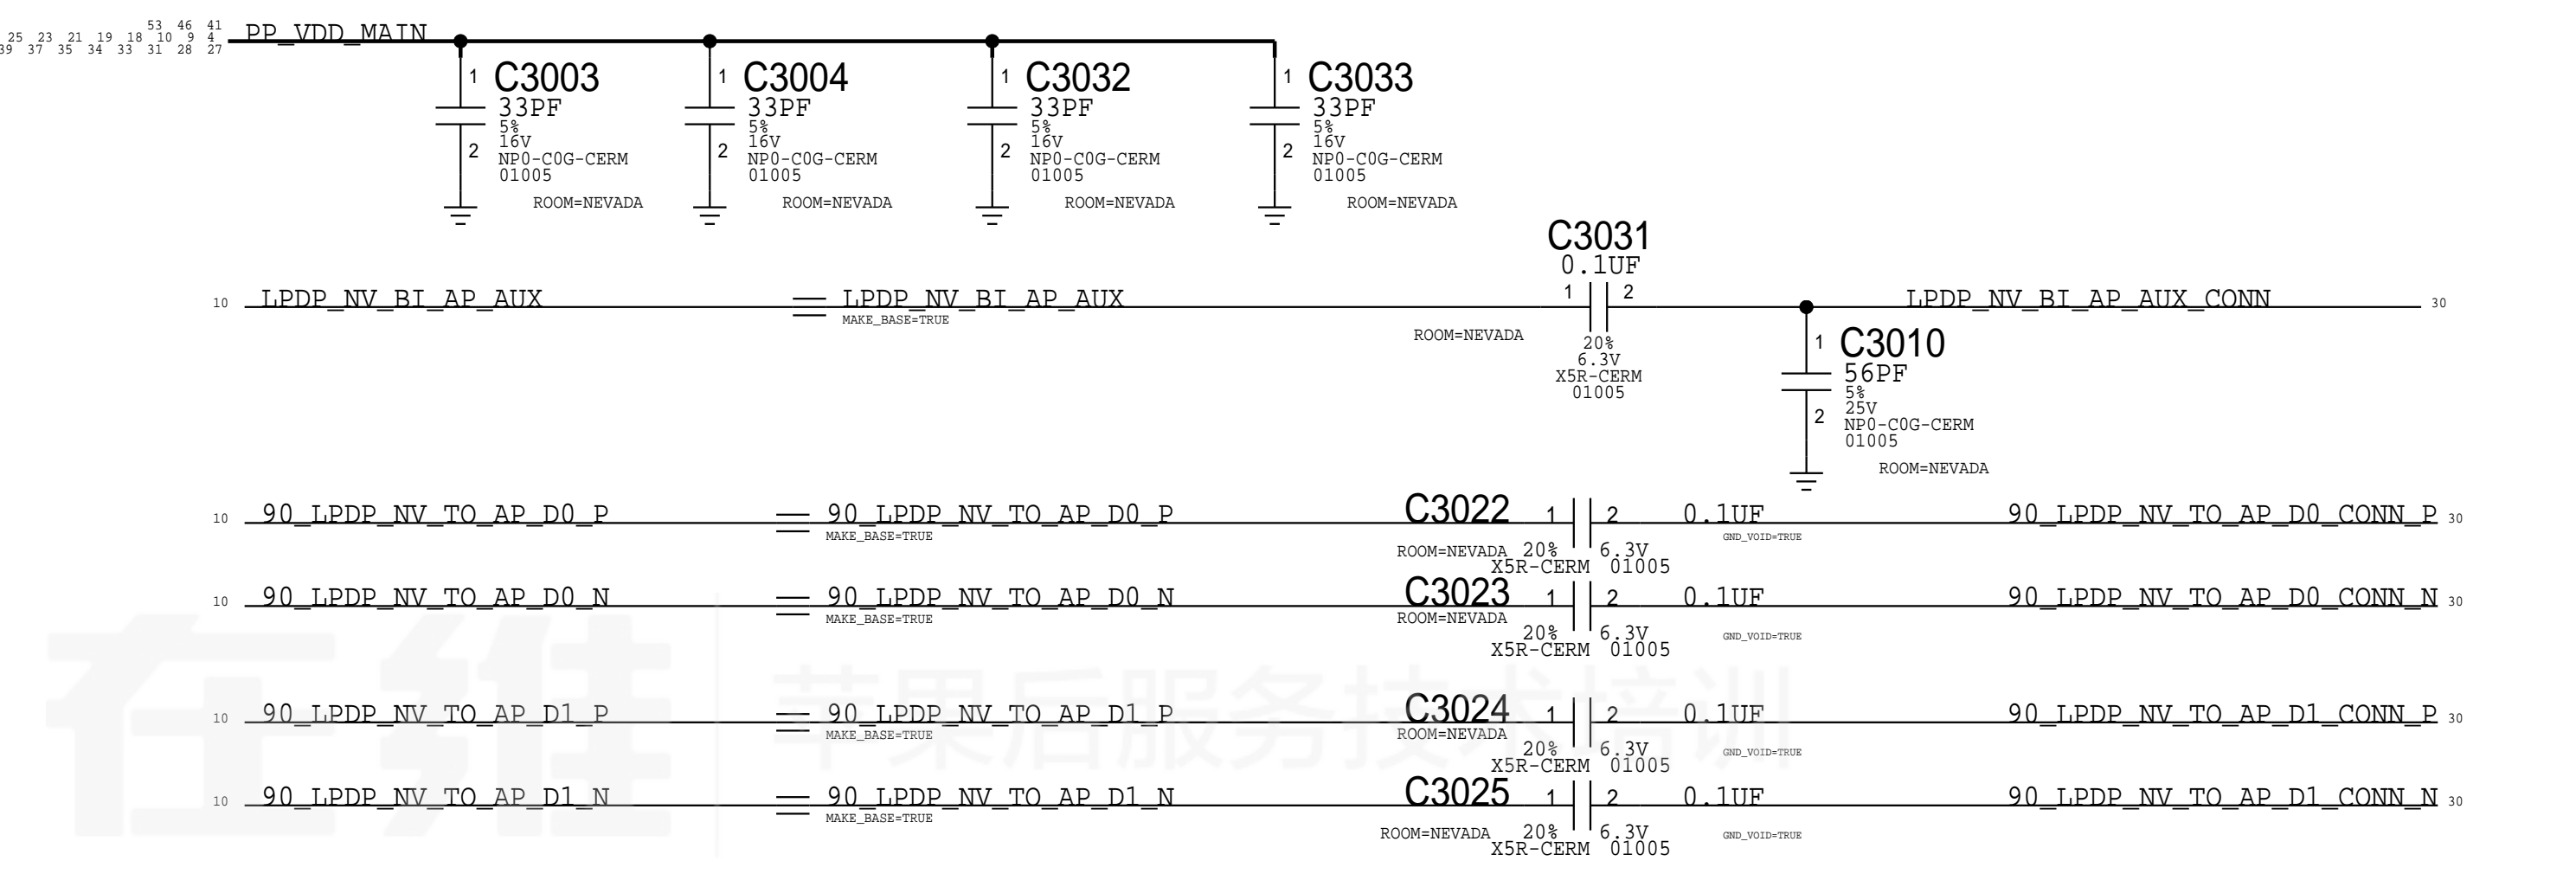 53 46 41
25 23 21 19 18 10 9 4
39 37 35 34 33 31 28 27
PP_VDD_MAIN
1 C3003
33PF
5%
16V
2 NP0-C0G-CERM
01005
ROOM=NEVADA
1 C3004
33PF
5%
16V
2 NP0-C0G-CERM
01005
ROOM=NEVADA
1 C3032
33PF
5%
16V
2 NP0-C0G-CERM
01005
ROOM=NEVADA
1 C3033
33PF
5%
16V
2 NP0-C0G-CERM
01005
ROOM=NEVADA
C3031
0.1UF
10 LPDP_NV_BI_AP_AUX LPDP_NV_BI_AP_AUX 1 2 LPDP_NV_BI_AP_AUX_CONN 30
MAKE_BASE=TRUE
ROOM=NEVADA
20%
6.3V
X5R-CERM
01005
1 C3010
56PF
5%
25V
2 NP0-C0G-CERM
01005
ROOM=NEVADA
10 90_LPDP_NV_TO_AP_D0_P 90_LPDP_NV_TO_AP_D0_P C3022 1 2 0.1UF 90_LPDP_NV_TO_AP_D0_CONN_P 30
MAKE_BASE=TRUE GND_VOID=TRUE
ROOM=NEVADA 20% 6.3V
X5R-CERM 01005
10 90_LPDP_NV_TO_AP_D0_N 90_LPDP_NV_TO_AP_D0_N C3023 1 2 0.1UF 90_LPDP_NV_TO_AP_D0_CONN_N 30
MAKE_BASE=TRUE ROOM=NEVADA
20% 6.3V GND_VOID=TRUE
X5R-CERM 01005
在维 苹果后服务技术培训
10 90_LPDP_NV_TO_AP_D1_P 90_LPDP_NV_TO_AP_D1_P C3024 1 2 0.1UF 90_LPDP_NV_TO_AP_D1_CONN_P 30
MAKE_BASE=TRUE ROOM=NEVADA
20% 6.3V GND_VOID=TRUE
X5R-CERM 01005
10 90_LPDP_NV_TO_AP_D1_N 90_LPDP_NV_TO_AP_D1_N C3025 1 2 0.1UF 90_LPDP_NV_TO_AP_D1_CONN_N 30
MAKE_BASE=TRUE
ROOM=NEVADA 20% 6.3V GND_VOID=TRUE
X5R-CERM 01005